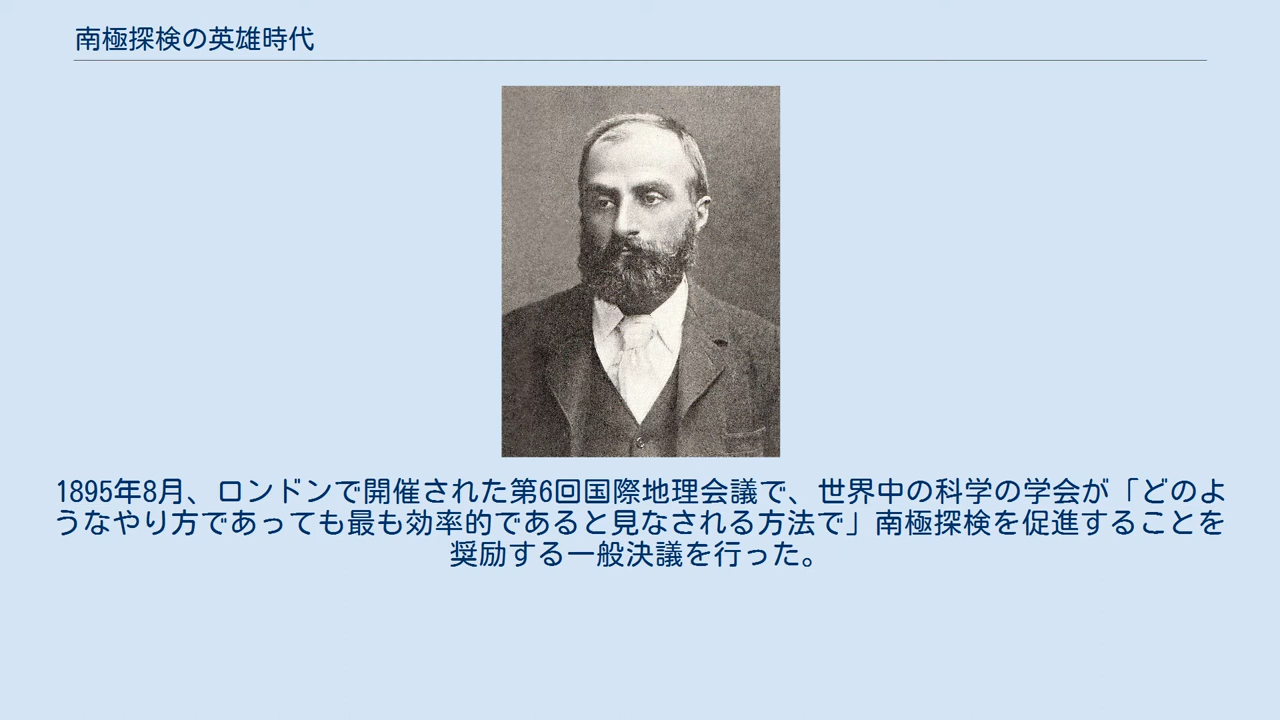 南極探検の英雄時代
1895年8月、ロンドンで開催された第6回国際地理会議で、世界中の科学の学会が「どのよ
うなやり方であっても最も効率的であると見なされる方法で」南極探検を促進することを
奨励する一般決議を行った。